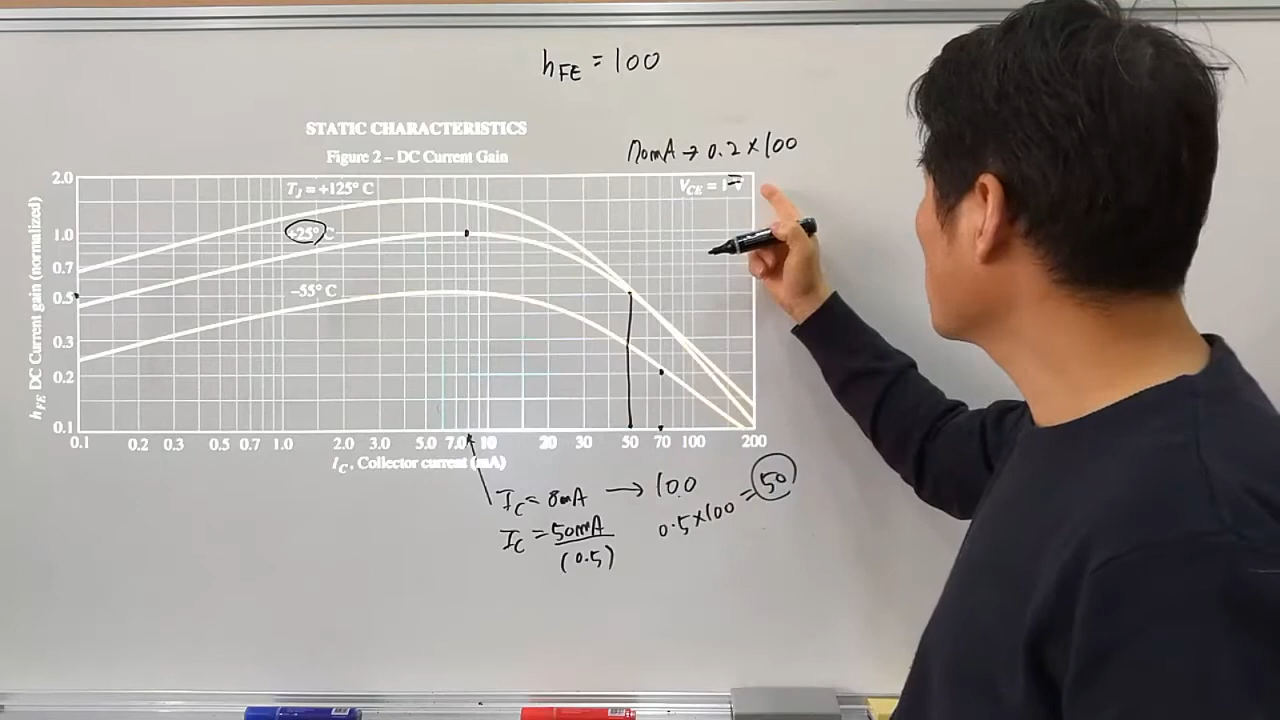 hFE = 100
STATIC CHARACTERISTICS
Figure 2 – DC Current Gain
70mA → 0.2 × 100
TJ = +125° C
VCE = 1 V
+25° C
–55° C
hFE DC Current gain (normalized)
2.0
1.0
0.7
0.5
0.3
0.2
0.1
0.1 0.2 0.3 0.5 0.7 1.0 2.0 3.0 5.0 7.0 10 20 30 50 70 100 200
IC, Collector current (mA)
IC = 8mA → 100
IC = 50mA 0.5×100 = 50
(0.5)